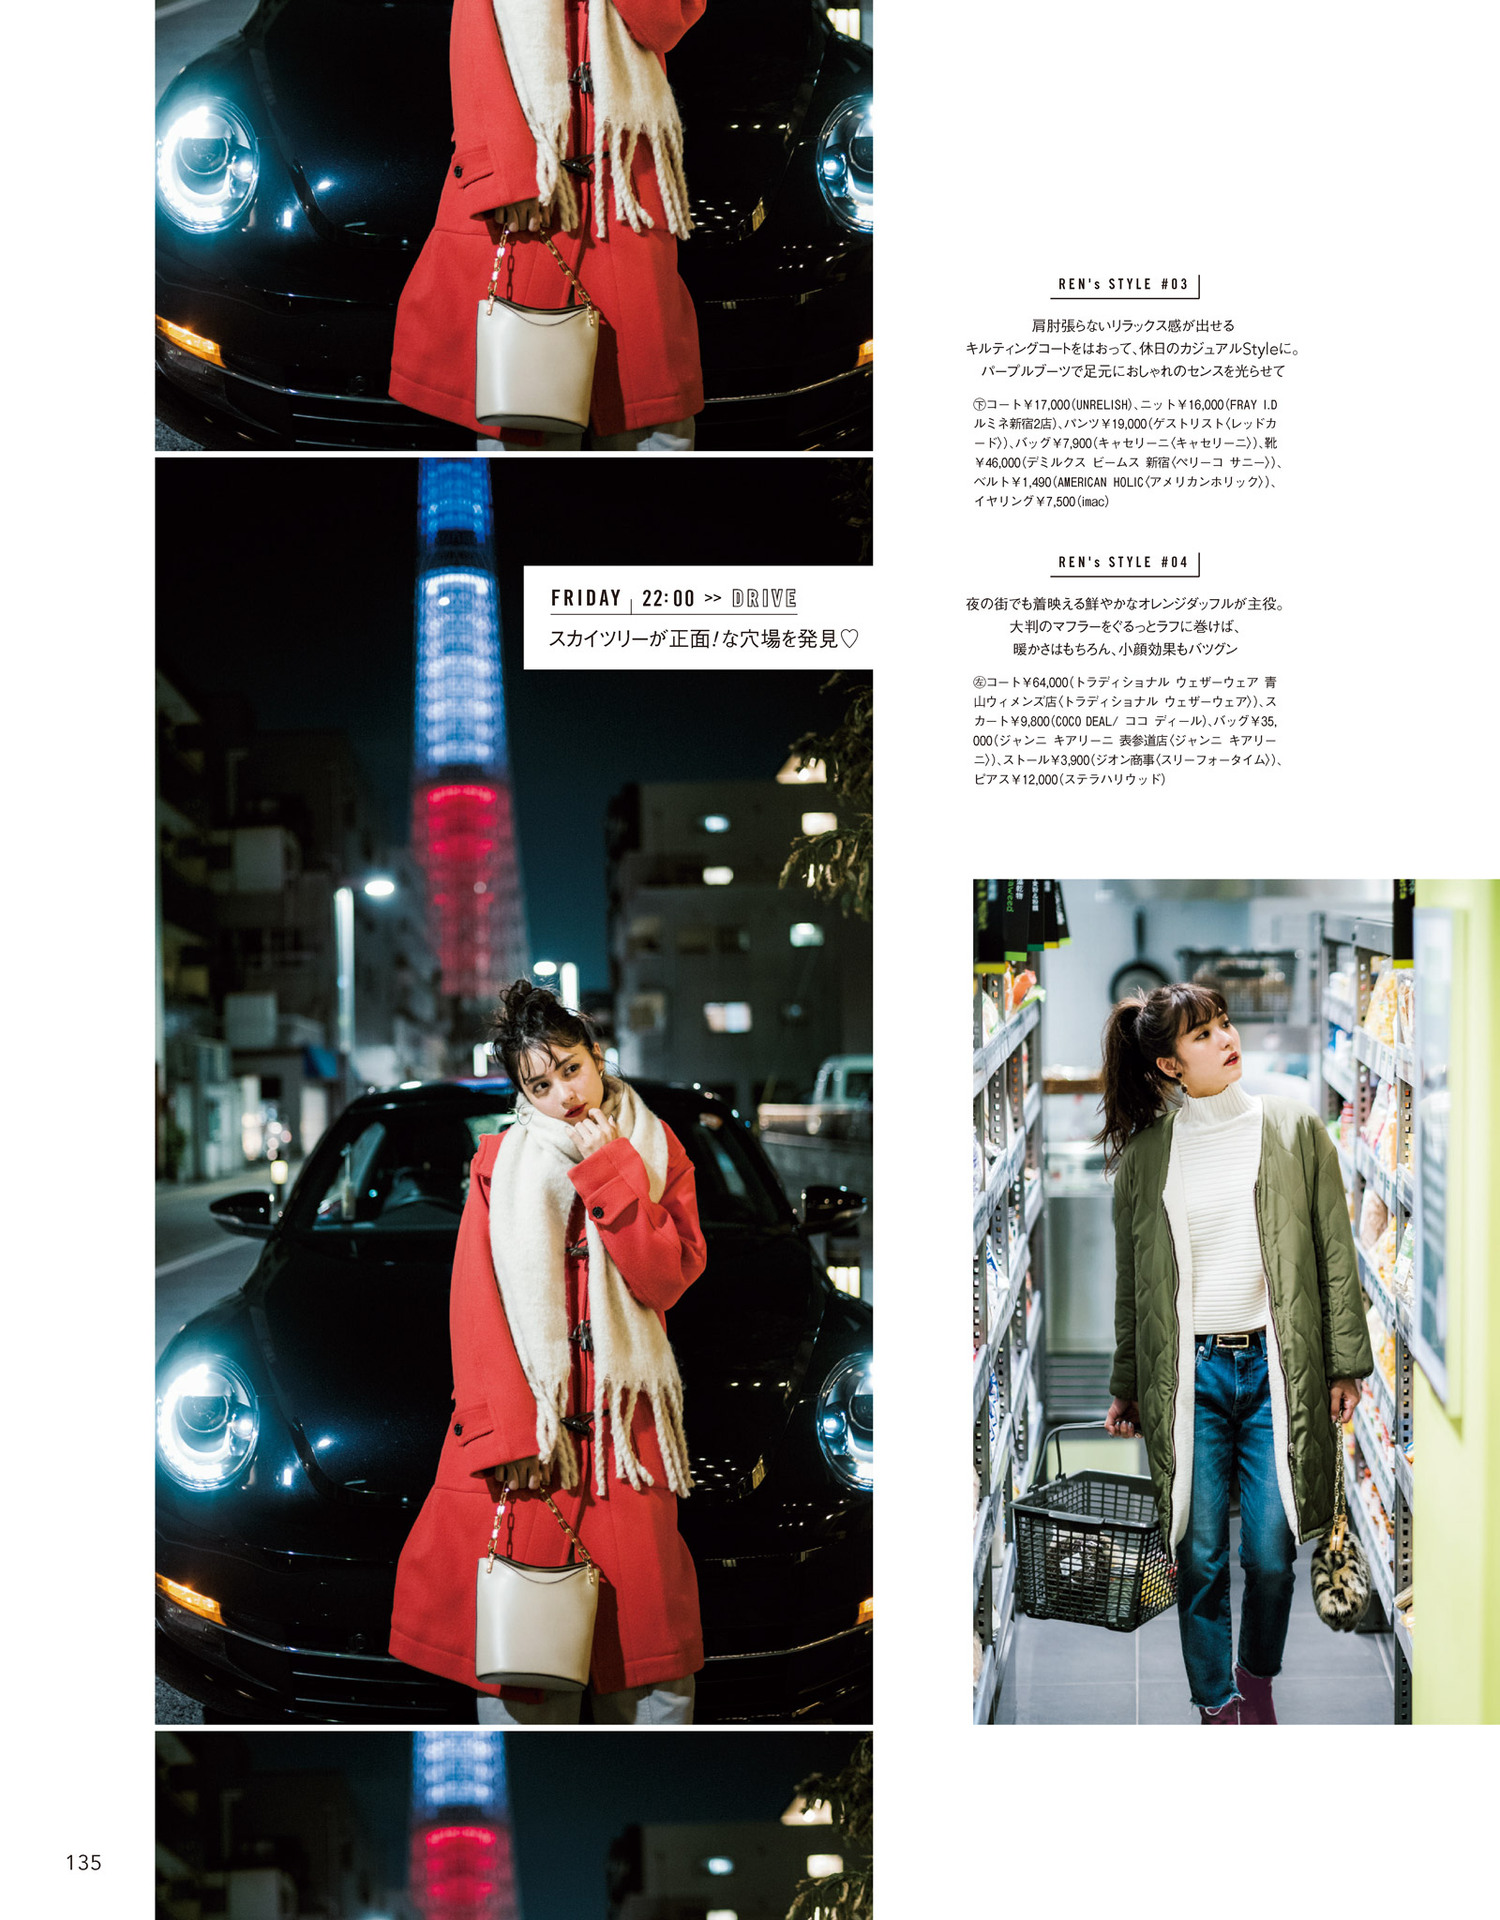 REN's STYLE #03
肩肘張らないリラックス感が出せる
キルティングコートをはおって、休日のカジュアルStyleに。
パープルブーツで足元におしゃれのセンスを光らせて
㊦コート￥17,000(UNRELISH)、ニット￥16,000(FRAY I.D
ルミネ新宿2店)、パンツ￥19,000(ゲストリスト〈レッドカ
ード〉)、バッグ￥7,900(キャセリーニ〈キャセリーニ〉)、靴
￥46,000(デミルクス ビームス 新宿〈ペリーコ サニー〉)、
ベルト￥1,490(AMERICAN HOLIC〈アメリカンホリック〉)、
イヤリング￥7,500(imac)
REN's STYLE #04
夜の街でも着映える鮮やかなオレンジダッフルが主役。
大判のマフラーをぐるっとラフに巻けば、
暖かさはもちろん、小顔効果もバツグン
㊧コート￥64,000(トラディショナル ウェザーウェア 青
山ウィメンズ店〈トラディショナル ウェザーウェア〉)、ス
カート￥9,800(COCO DEAL/ ココ ディール)、バッグ￥35,
000(ジャンニ キアリーニ 表参道店〈ジャンニ キアリー
ニ〉)、ストール￥3,900(ジオン商事〈スリーフォータイム〉)、
ピアス￥12,000(ステラハリウッド)
FRIDAY 22:00 >> DRIVE
スカイツリーが正面！な穴場を発見♡
135